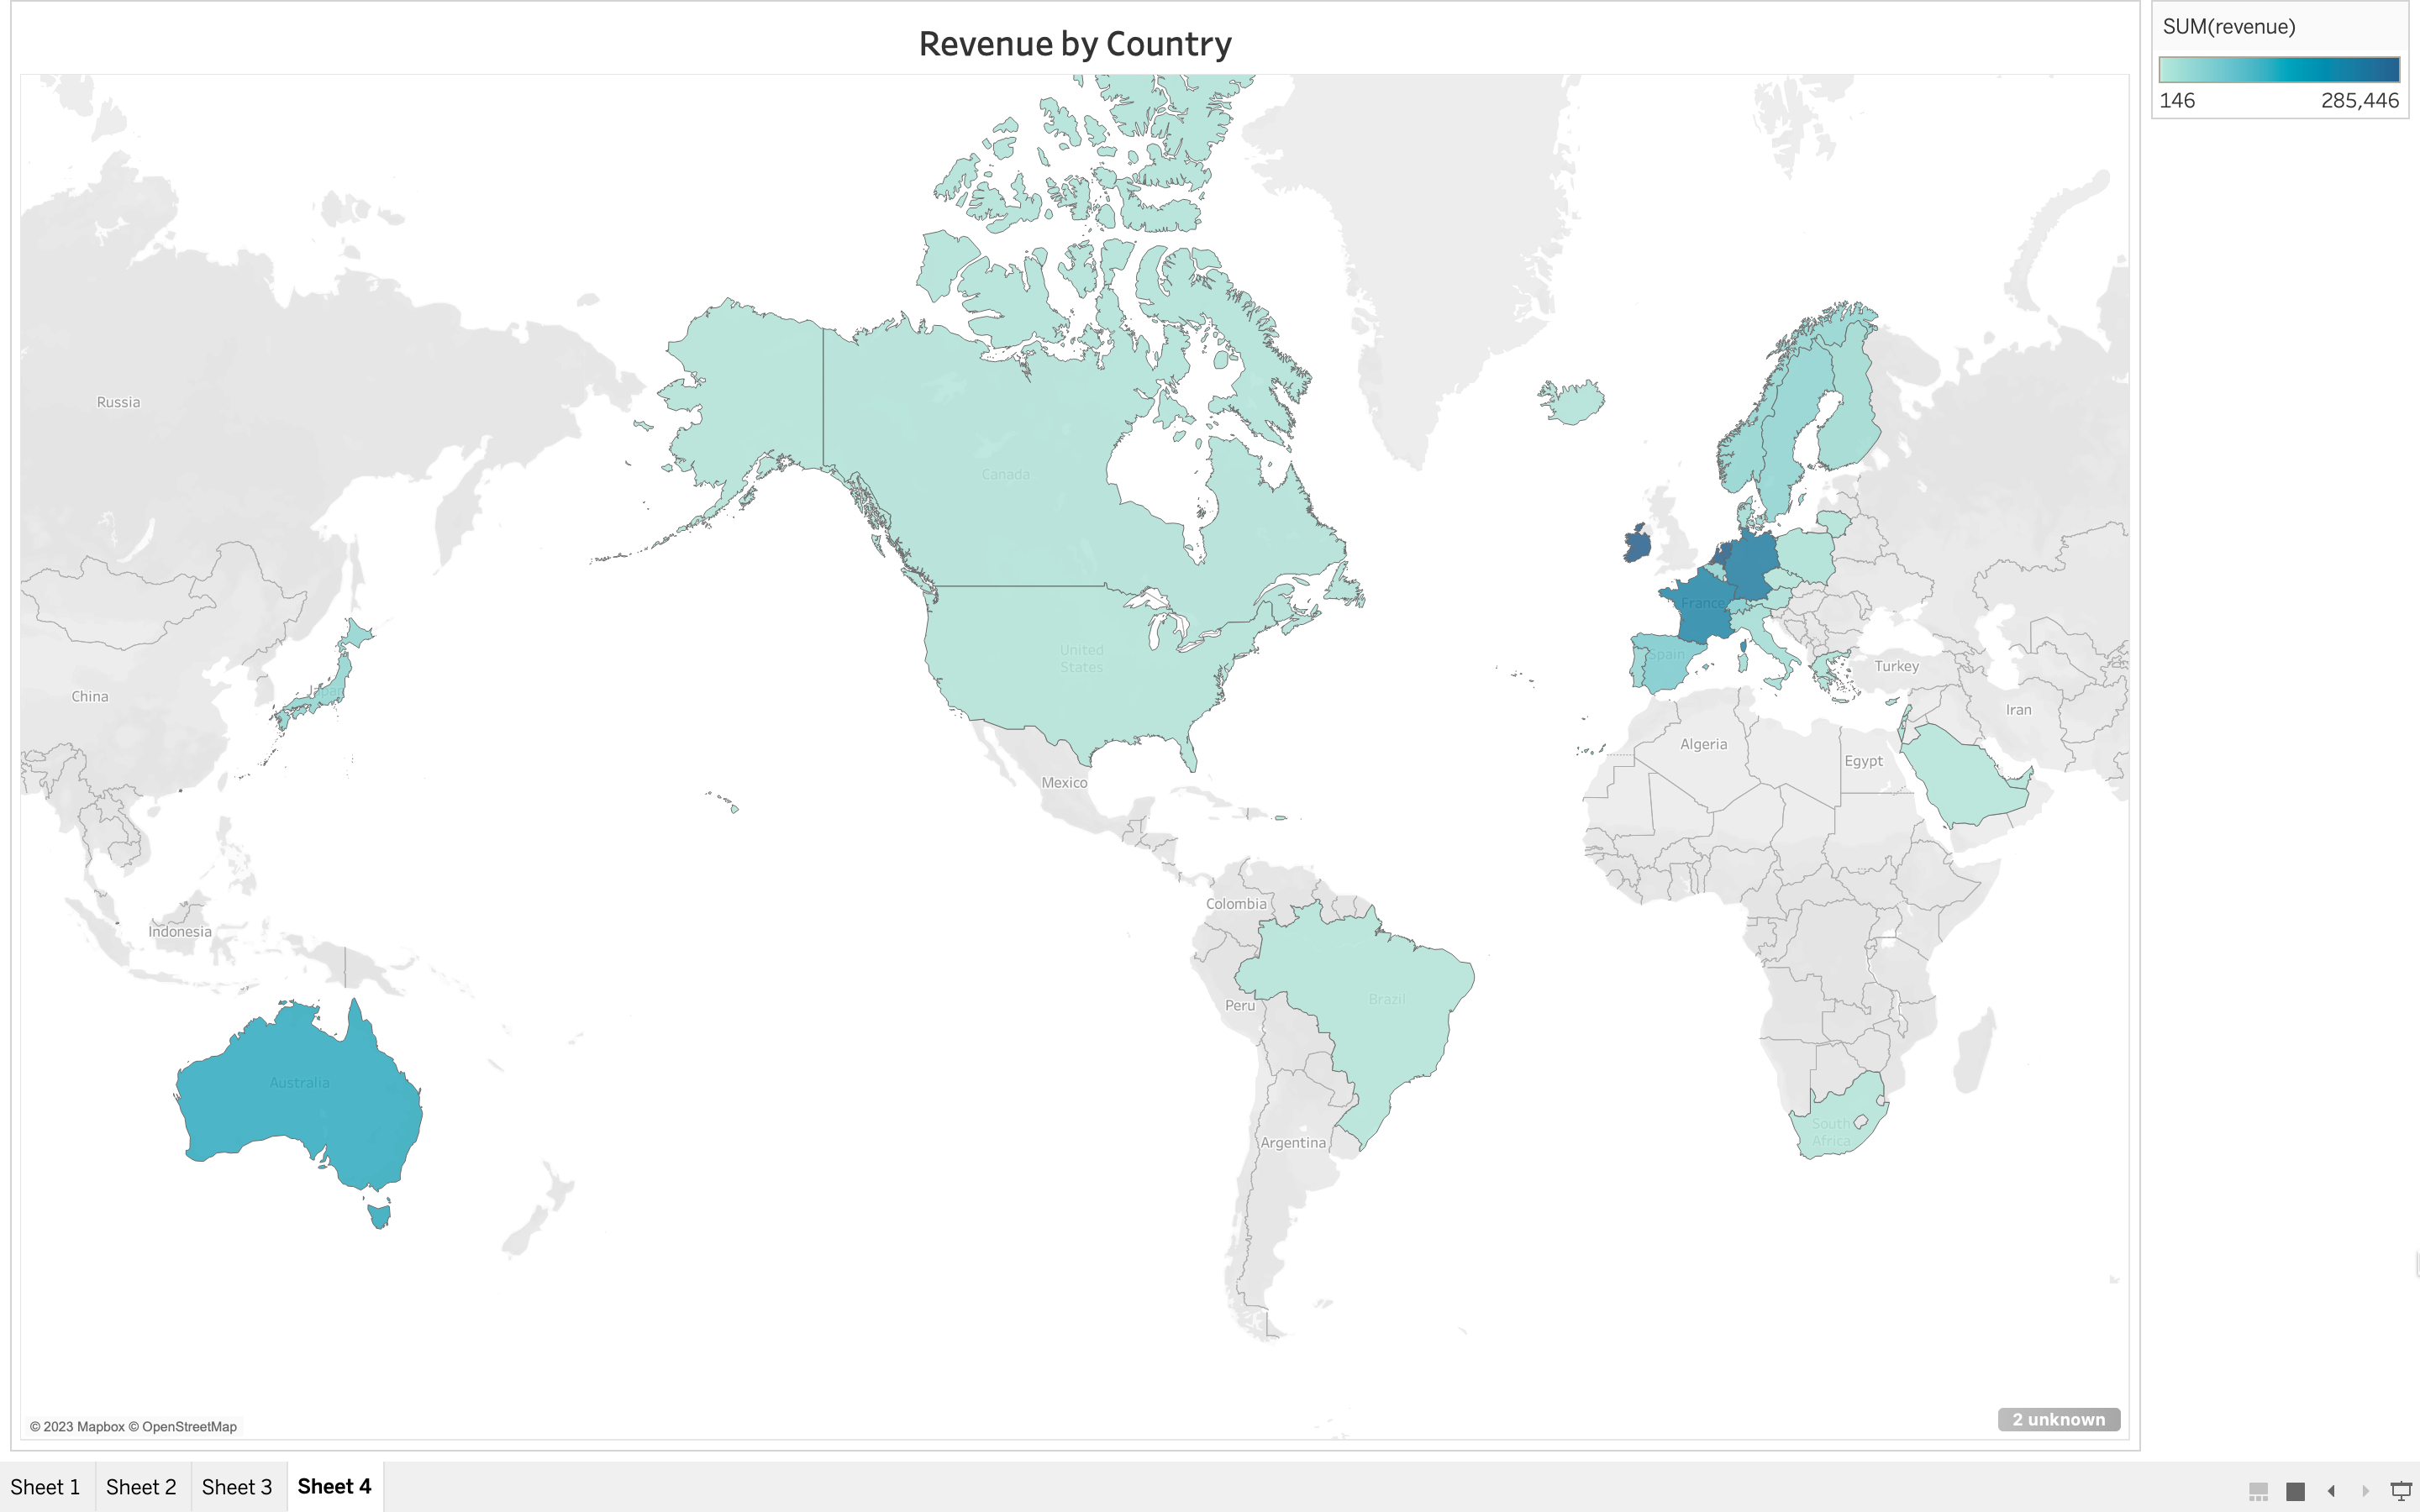 Revenue by Country
SUM(revenue)
146 285,446
Russia
Canada
France
United
States
Spain
Turkey
China
Japan
Iran
Algeria
Egypt
Mexico
Colombia
Indonesia
Brazil
Peru
Australia
South
Africa
Argentina
© 2023 Mapbox © OpenStreetMap
2 unknown
Sheet 1 Sheet 2 Sheet 3 Sheet 4